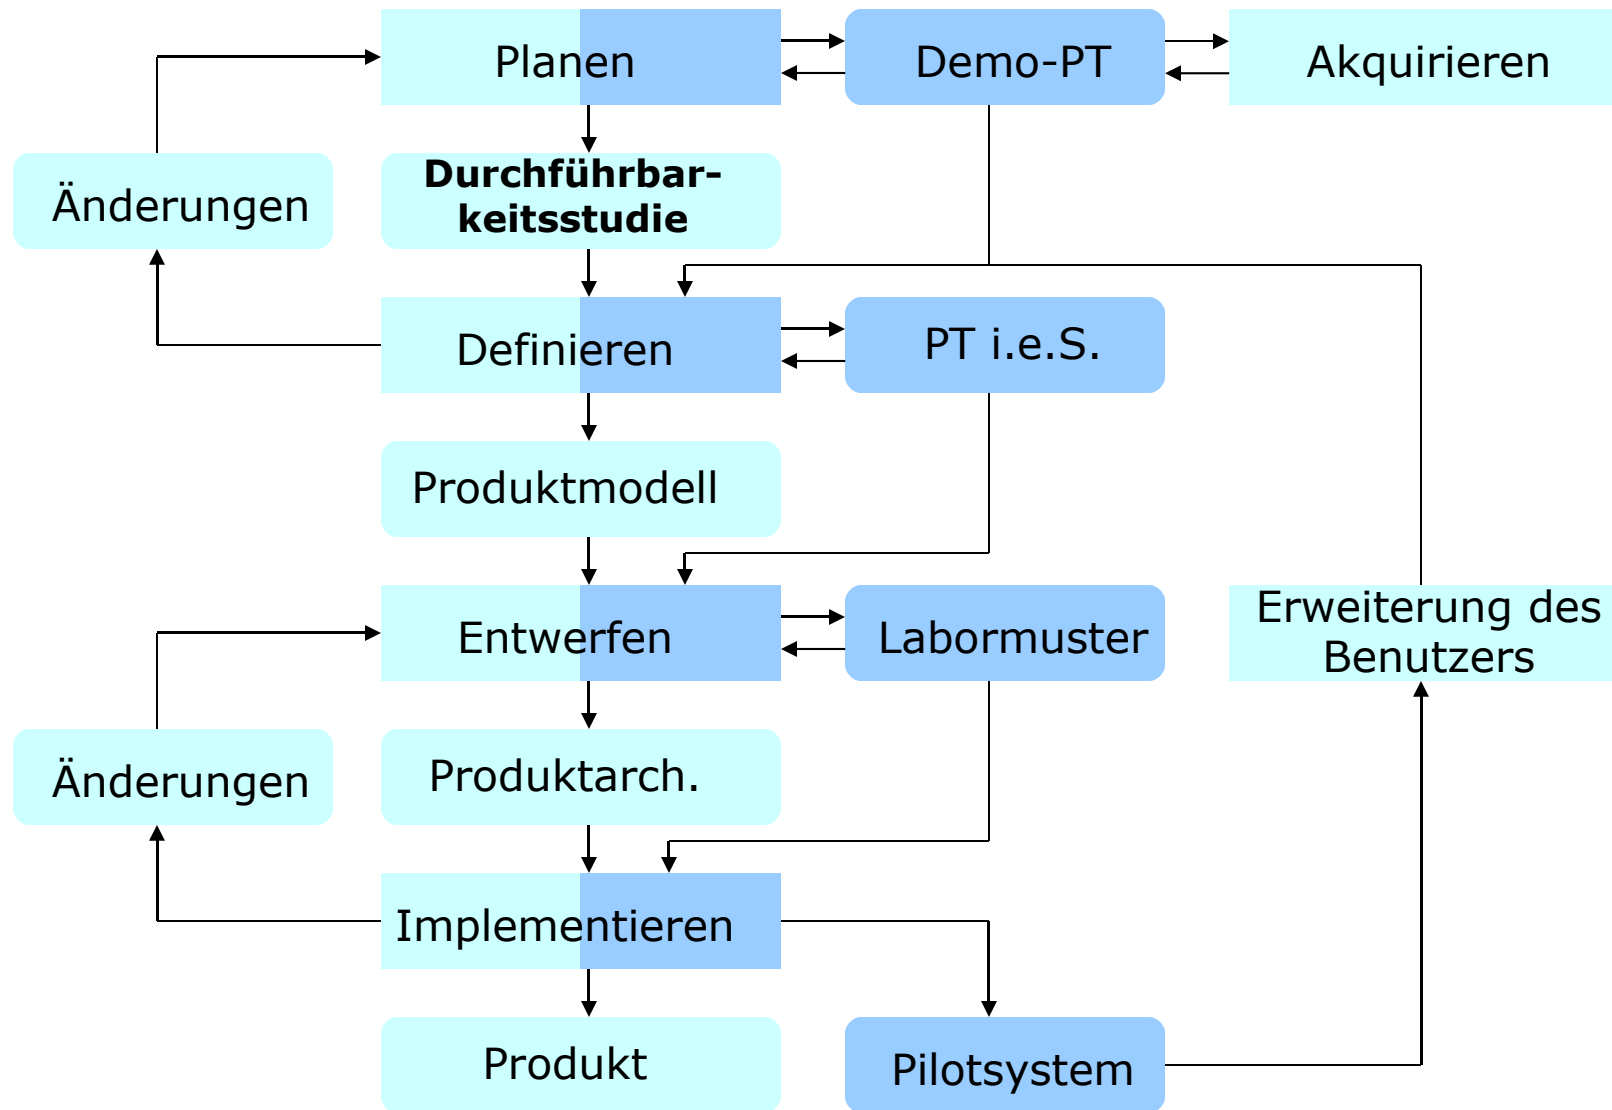 Planen
Demo-PT
Akquirieren
Änderungen
Durchführbar-
keitsstudie
Definieren
PT i.e.S.
Produktmodell
Entwerfen
Labormuster
Erweiterung des
Benutzers
Änderungen
Produktarch.
Implementieren
Produkt
Pilotsystem